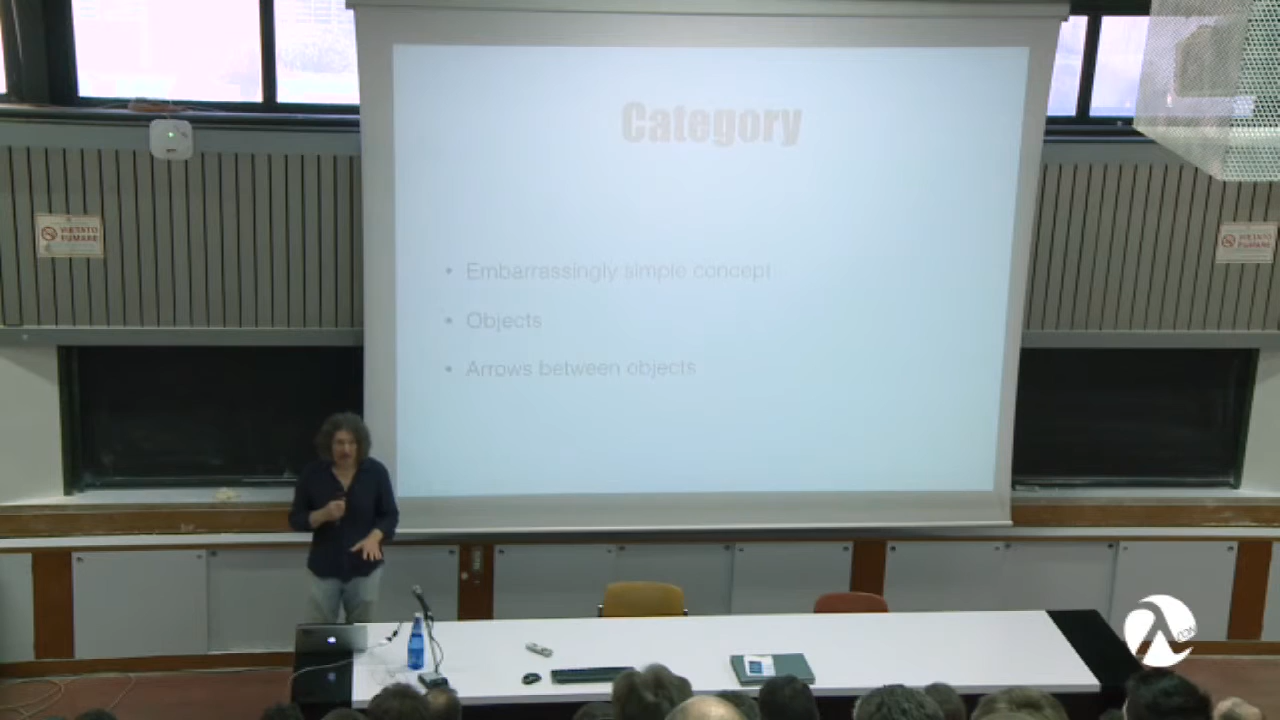 Category
VIETATO
FUMARE
VIETATO
FUMARE
• Embarrassingly simple concept
• Objects
• Arrows between objects